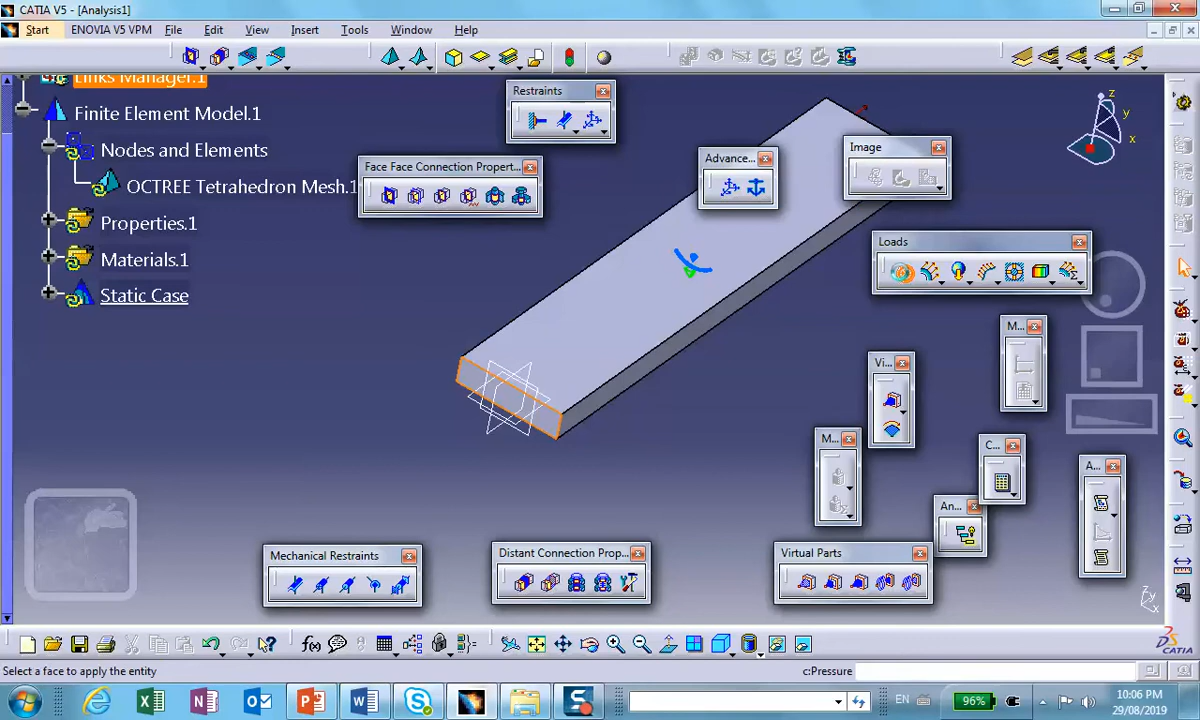 CATIA V5 - [Analysis1]
Start ENOVIA V5 VPM File Edit View Insert Tools Window Help
Links Manager.1
Finite Element Model.1
Nodes and Elements
OCTREE Tetrahedron Mesh.1
Properties.1
Materials.1
Static Case
Restraints
Face Face Connection Propert...
Advance...
Image
Loads
z
y
x
M...
Vi...
M...
C...
An...
A...
Mechanical Restraints
Distant Connection Prop...
Virtual Parts
f(x)
CATIA
Select a face to apply the entity
c:Pressure
EN
96%
10:06 PM
29/08/2019